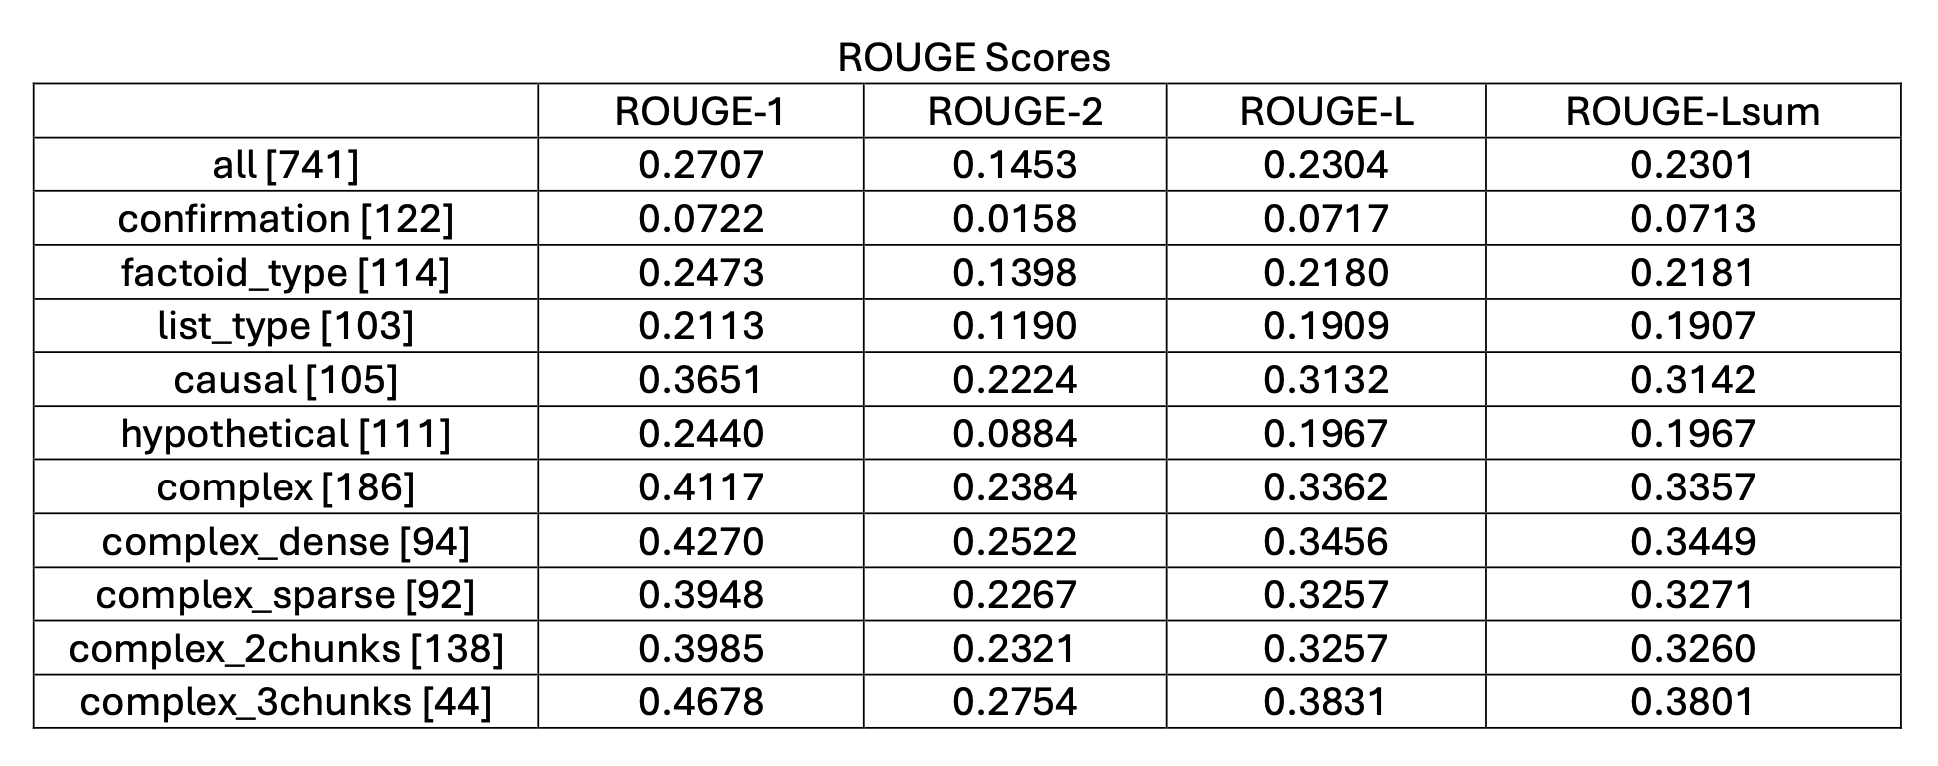 ROUGE Scores
ROUGE-1 ROUGE-2 ROUGE-L ROUGE-Lsum
all [741] 0.2707 0.1453 0.2304 0.2301
confirmation [122] 0.0722 0.0158 0.0717 0.0713
factoid_type [114] 0.2473 0.1398 0.2180 0.2181
list_type [103] 0.2113 0.1190 0.1909 0.1907
causal [105] 0.3651 0.2224 0.3132 0.3142
hypothetical [111] 0.2440 0.0884 0.1967 0.1967
complex [186] 0.4117 0.2384 0.3362 0.3357
complex_dense [94] 0.4270 0.2522 0.3456 0.3449
complex_sparse [92] 0.3948 0.2267 0.3257 0.3271
complex_2chunks [138] 0.3985 0.2321 0.3257 0.3260
complex_3chunks [44] 0.4678 0.2754 0.3831 0.3801